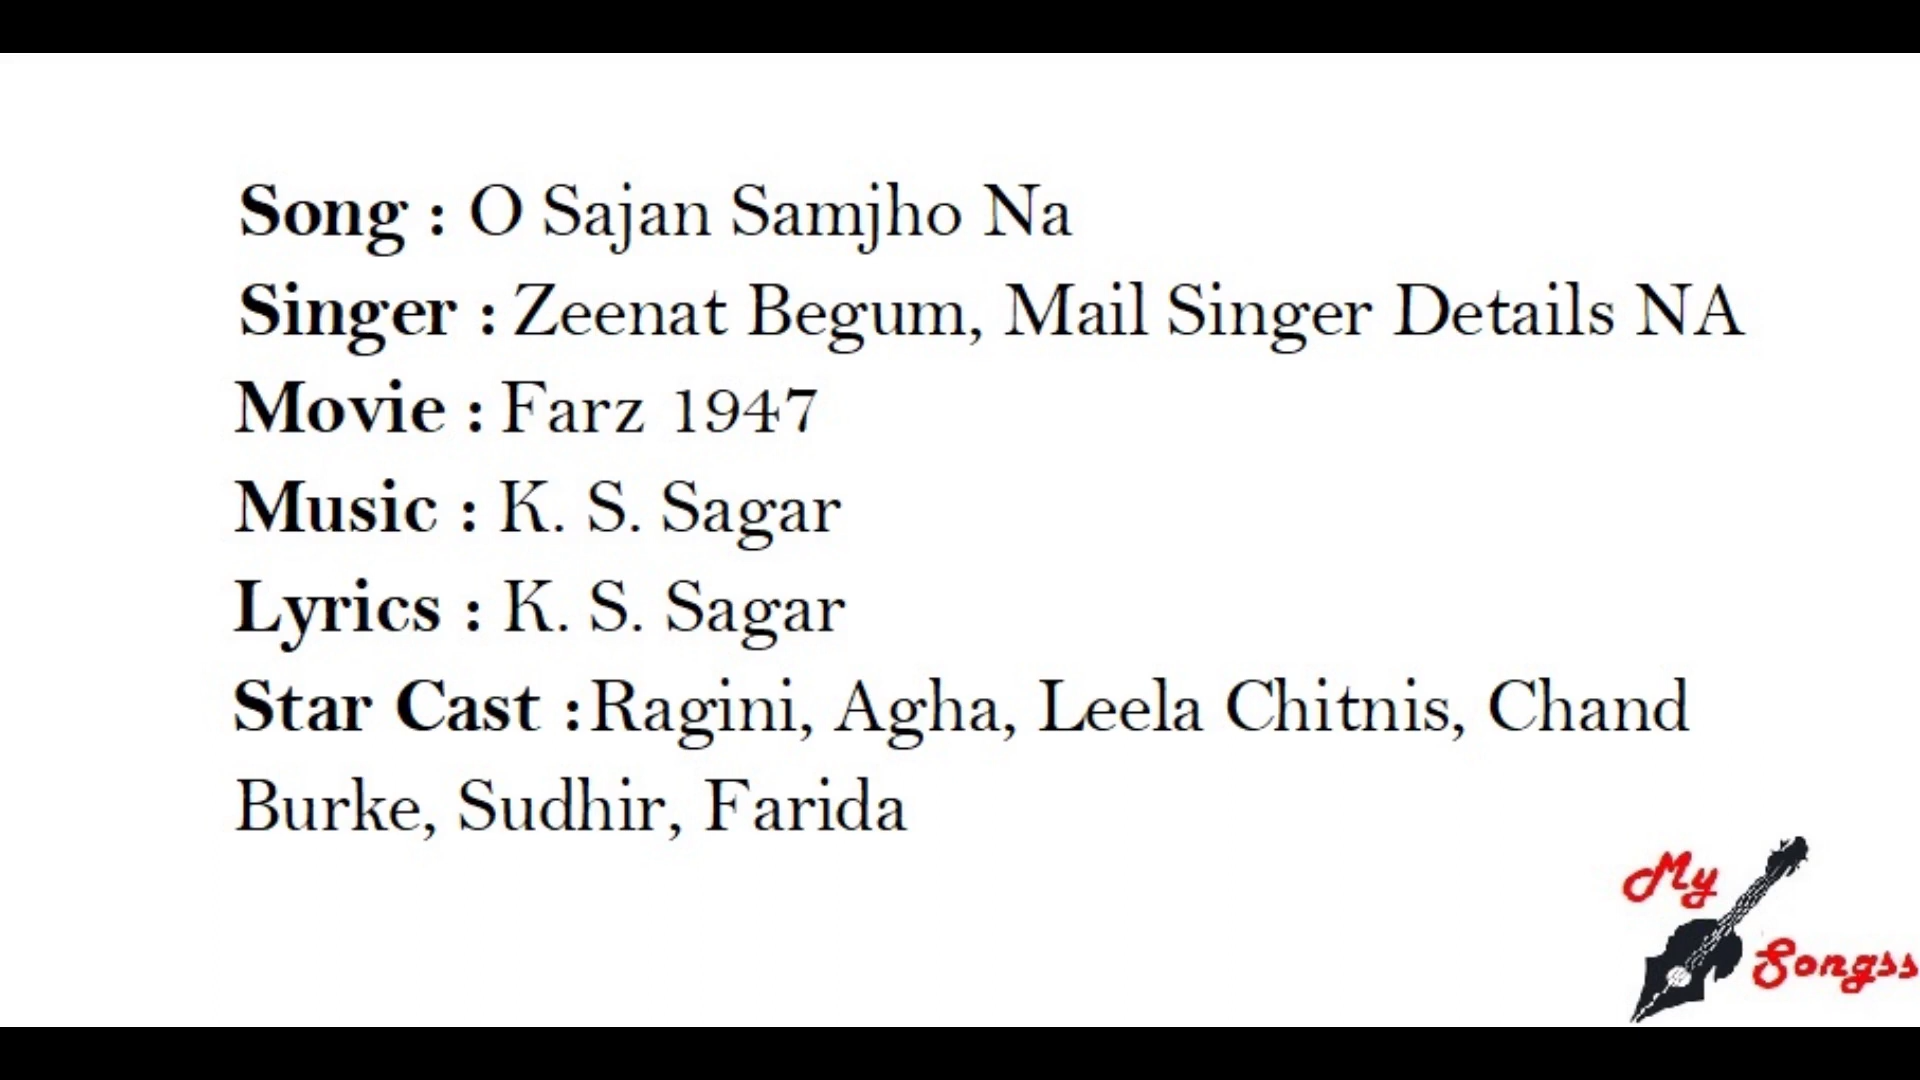 Song : O Sajan Samjho Na
Singer : Zeenat Begum, Mail Singer Details NA
Movie : Farz 1947
Music : K. S. Sagar
Lyrics : K. S. Sagar
Star Cast :Ragini, Agha, Leela Chitnis, Chand
Burke, Sudhir, Farida
My
Songss